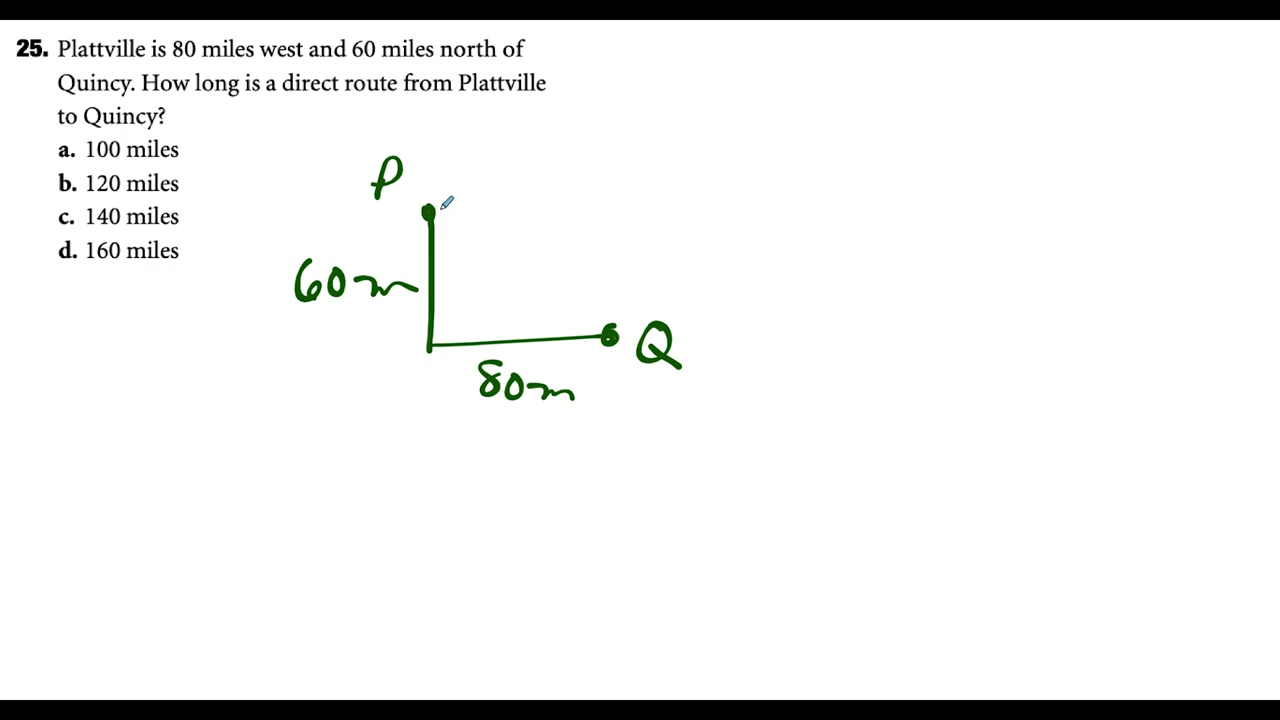 25. Plattville is 80 miles west and 60 miles north of
Quincy. How long is a direct route from Plattville
to Quincy?
a. 100 miles
b. 120 miles
c. 140 miles
d. 160 miles
P
60m
Q
80m